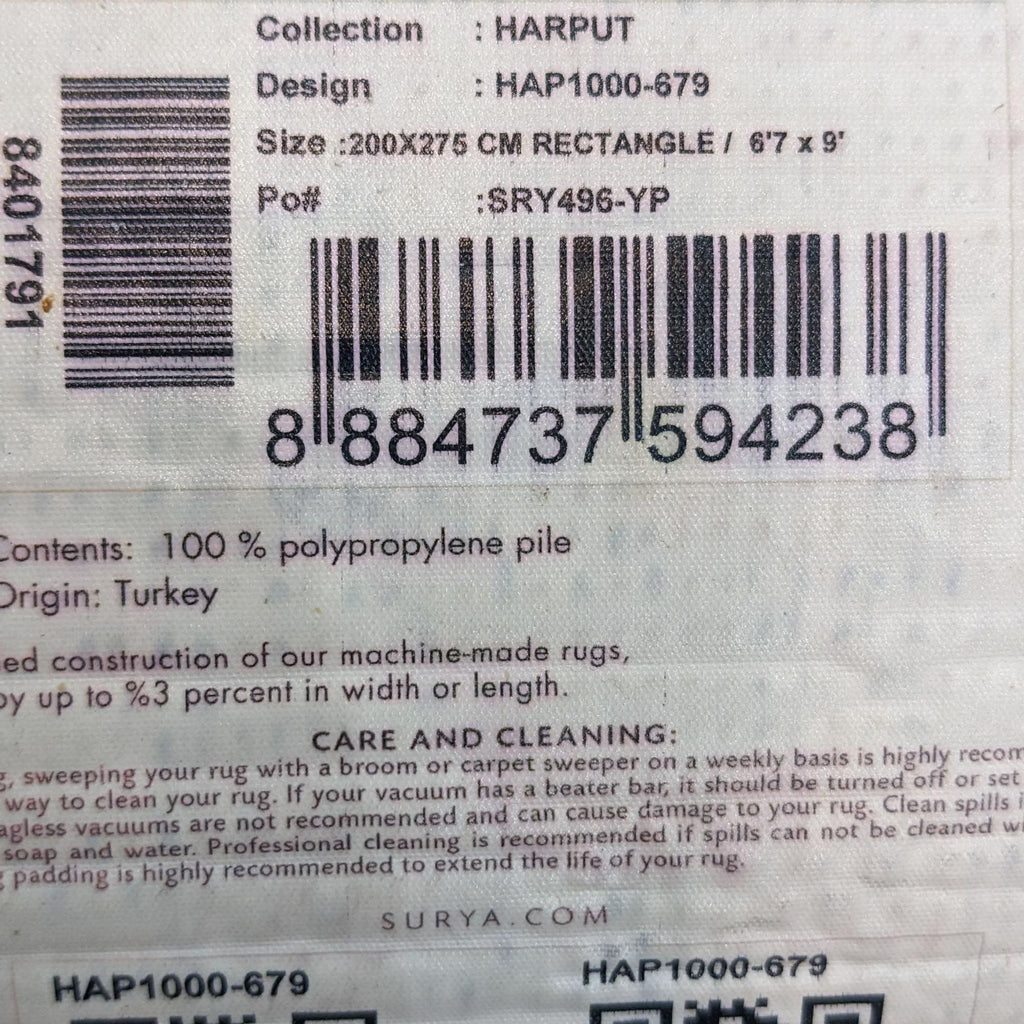 Collection : HARPUT
Design : HAP1000-679
Size :200X275 CM RECTANGLE / 6'7 x 9'
Po# :SRY496-YP
8401791
8 884737 594238
Contents: 100 % polypropylene pile
Origin: Turkey
ed construction of our machine-made rugs,
by up to %3 percent in width or length.
CARE AND CLEANING:
g, sweeping your rug with a broom or carpet sweeper on a weekly basis is highly recom
way to clean your rug. If your vacuum has a beater bar, it should be turned off or set
agless vacuums are not recommended and can cause damage to your rug. Clean spills i
soap and water. Professional cleaning is recommended if spills can not be cleaned wi
g padding is highly recommended to extend the life of your rug.
SURYA.COM
HAP1000-679
HAP1000-679